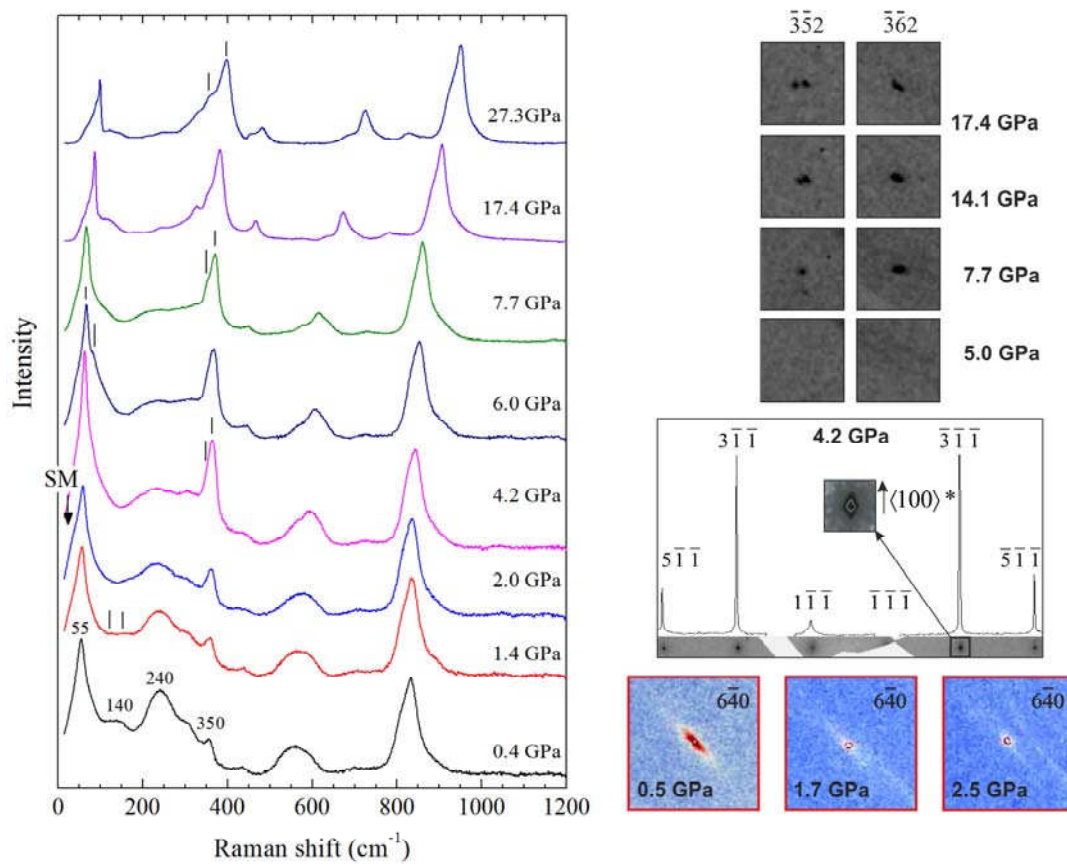 27.3GPa
17.4 GPa
7.7 GPa
6.0 GPa
SM
4.2 GPa
2.0 GPa
1.4 GPa
55
140
240
350
0.4 GPa
0 200 400 600 800 1000 1200
Raman shift (cm⁻¹)
Intensity
3̅5̅2 3̅6̅2
17.4 GPa
14.1 GPa
7.7 GPa
5.0 GPa
4.2 GPa
31̅1̅ 3̅1̅1̅
⟨100⟩*
51̅1̅ 5̅1̅1̅
11̅1̅ 1̅1̅1̅
64̅0 64̅0 64̅0
0.5 GPa 1.7 GPa 2.5 GPa